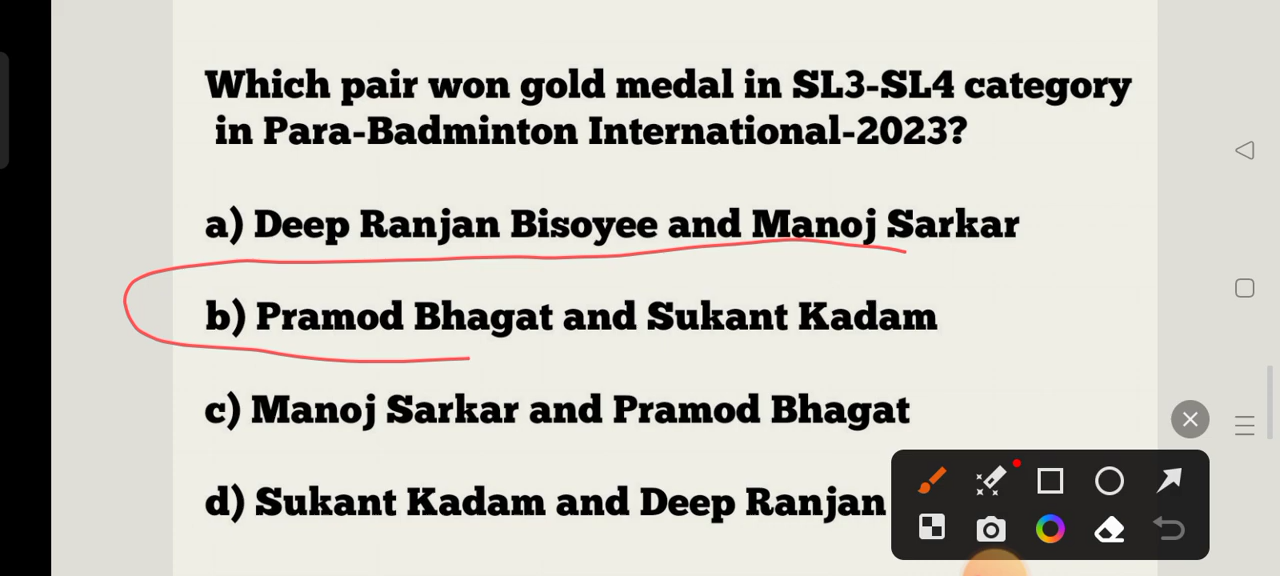 Which pair won gold medal in SL3-SL4 category
in Para-Badminton International-2023?
a) Deep Ranjan Bisoyee and Manoj Sarkar
b) Pramod Bhagat and Sukant Kadam
c) Manoj Sarkar and Pramod Bhagat
d) Sukant Kadam and Deep Ranjan